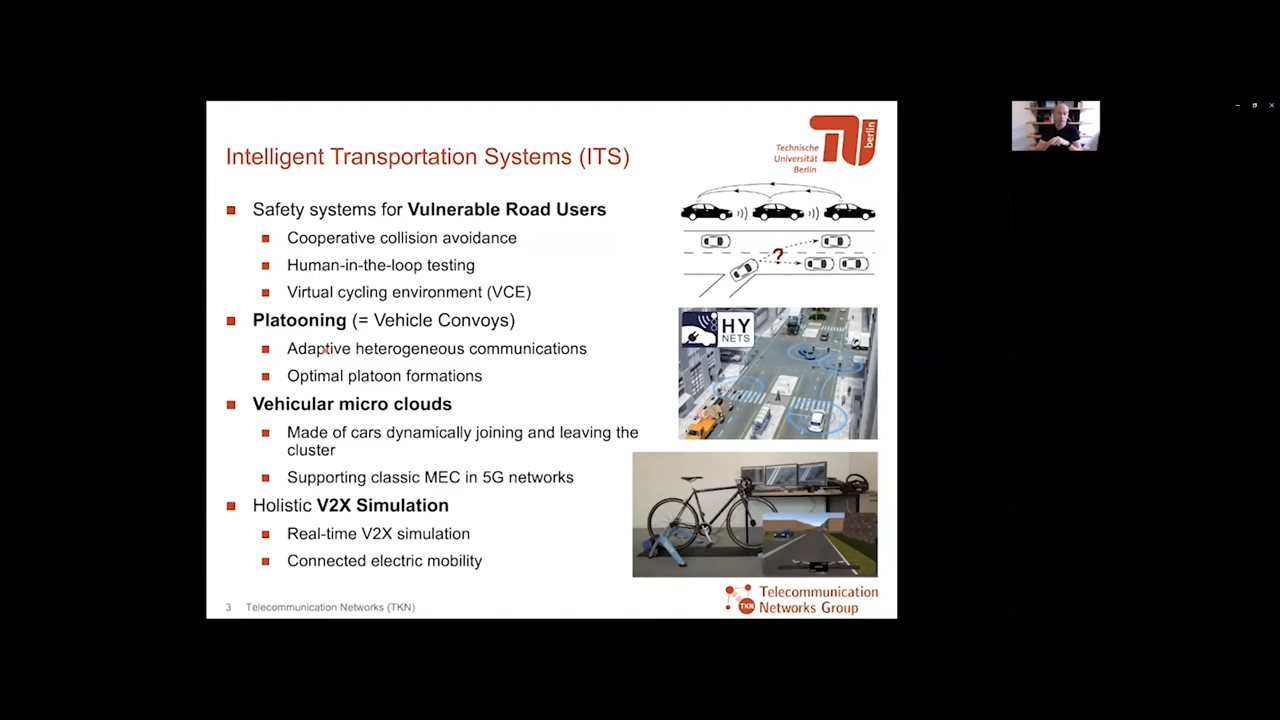 Intelligent Transportation Systems (ITS)
Technische
Universität
Berlin
berlin
Safety systems for Vulnerable Road Users
Cooperative collision avoidance
Human-in-the-loop testing
Virtual cycling environment (VCE)
Platooning (= Vehicle Convoys)
Adaptive heterogeneous communications
Optimal platoon formations
Vehicular micro clouds
Made of cars dynamically joining and leaving the
cluster
Supporting classic MEC in 5G networks
Holistic V2X Simulation
Real-time V2X simulation
Connected electric mobility
?
HY
NETS
3 Telecommunication Networks (TKN)
TKN
Telecommunication
Networks Group